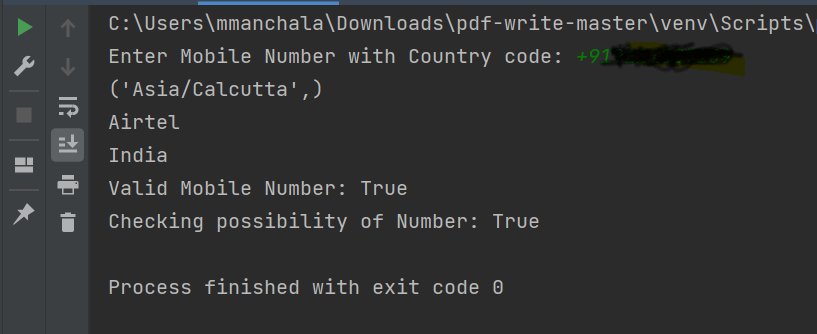 C:\Users\mmanchala\Downloads\pdf-write-master\venv\Scripts\
Enter Mobile Number with Country code: +91
('Asia/Calcutta',)
Airtel
India
Valid Mobile Number: True
Checking possibility of Number: True
Process finished with exit code 0